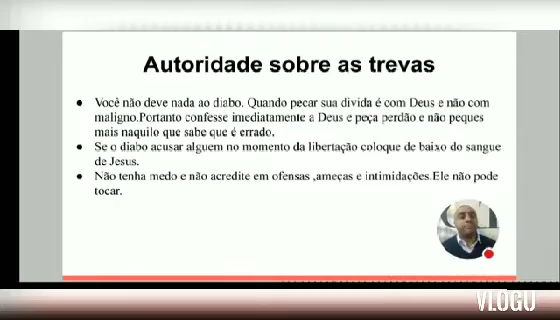 Autoridade sobre as trevas
● Você não deve nada ao diabo. Quando pecar sua divida é com Deus e não com
maligno.Portanto confesse imediatamente a Deus e peça perdão e não peques
mais naquilo que sabe que é errado.
● Se o diabo acusar alguem no momento da libertação coloque de baixo do sangue
de Jesus.
● Não tenha medo e não acredite em ofensas ,ameças e intimidações.Ele não pode
tocar.
VLOGU